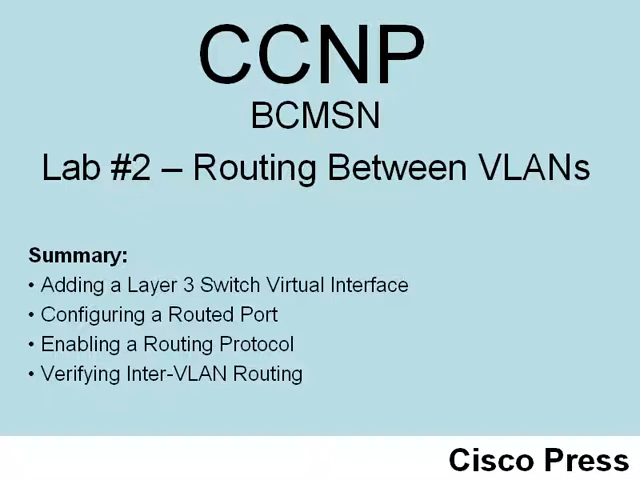 CCNP
BCMSN
Lab #2 – Routing Between VLANs
Summary:
• Adding a Layer 3 Switch Virtual Interface
• Configuring a Routed Port
• Enabling a Routing Protocol
• Verifying Inter-VLAN Routing
Cisco Press